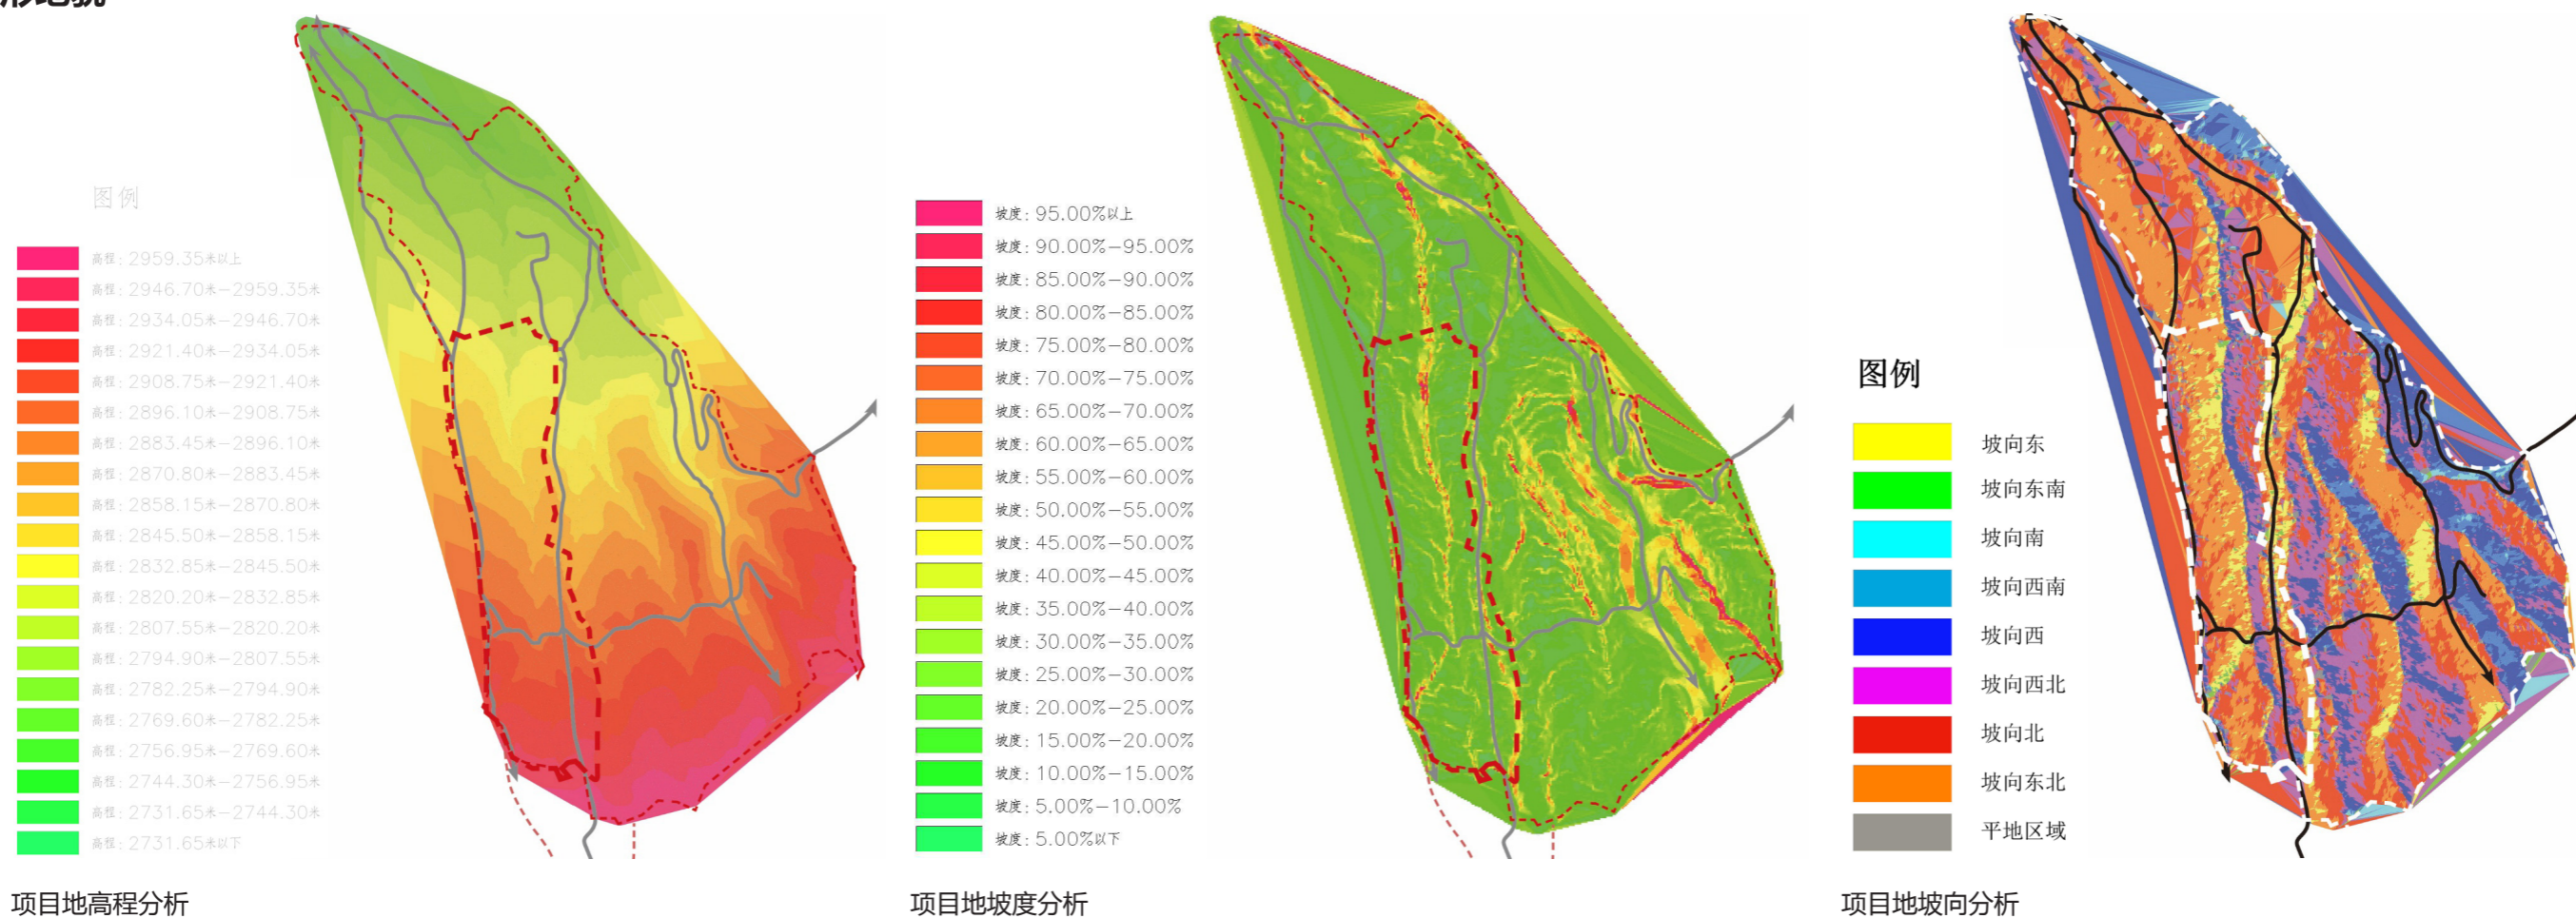 形地貌
图例
高程: 2959.35米以上
高程: 2946.70米—2959.35米
高程: 2934.05米—2946.70米
高程: 2921.40米—2934.05米
高程: 2908.75米—2921.40米
高程: 2896.10米—2908.75米
高程: 2883.45米—2896.10米
高程: 2870.80米—2883.45米
高程: 2858.15米—2870.80米
高程: 2845.50米—2858.15米
高程: 2832.85米—2845.50米
高程: 2820.20米—2832.85米
高程: 2807.55米—2820.20米
高程: 2794.90米—2807.55米
高程: 2782.25米—2794.90米
高程: 2769.60米—2782.25米
高程: 2756.95米—2769.60米
高程: 2744.30米—2756.95米
高程: 2731.65米—2744.30米
高程: 2731.65米以下
项目地高程分析
坡度: 95.00%以上
坡度: 90.00%—95.00%
坡度: 85.00%—90.00%
坡度: 80.00%—85.00%
坡度: 75.00%—80.00%
坡度: 70.00%—75.00%
坡度: 65.00%—70.00%
坡度: 60.00%—65.00%
坡度: 55.00%—60.00%
坡度: 50.00%—55.00%
坡度: 45.00%—50.00%
坡度: 40.00%—45.00%
坡度: 35.00%—40.00%
坡度: 30.00%—35.00%
坡度: 25.00%—30.00%
坡度: 20.00%—25.00%
坡度: 15.00%—20.00%
坡度: 10.00%—15.00%
坡度: 5.00%—10.00%
坡度: 5.00%以下
项目地坡度分析
图例
坡向东
坡向东南
坡向南
坡向西南
坡向西
坡向西北
坡向北
坡向东北
平地区域
项目地坡向分析